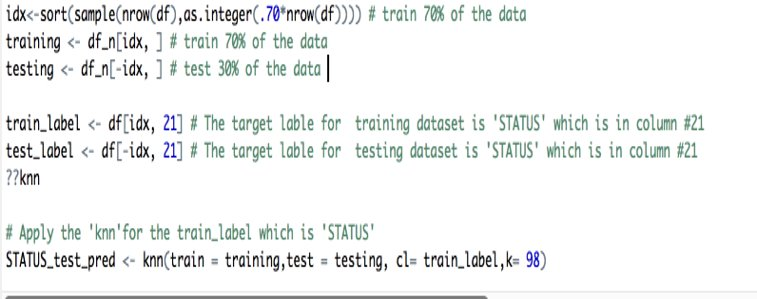 idx<-sort(sample(nrow(df),as.integer(.70*nrow(df)))) # train 70% of the data
training <- df_n[idx, ] # train 70% of the data
testing <- df_n[-idx, ] # test 30% of the data
train_label <- df[idx, 21] # The target lable for  training dataset is 'STATUS' which is in column #21
test_label <- df[-idx, 21] # The target lable for  testing dataset is 'STATUS' which is in column #21
??knn
# Apply the 'knn'for the train_label which is 'STATUS'
STATUS_test_pred <- knn(train = training,test = testing, cl= train_label,k= 98)